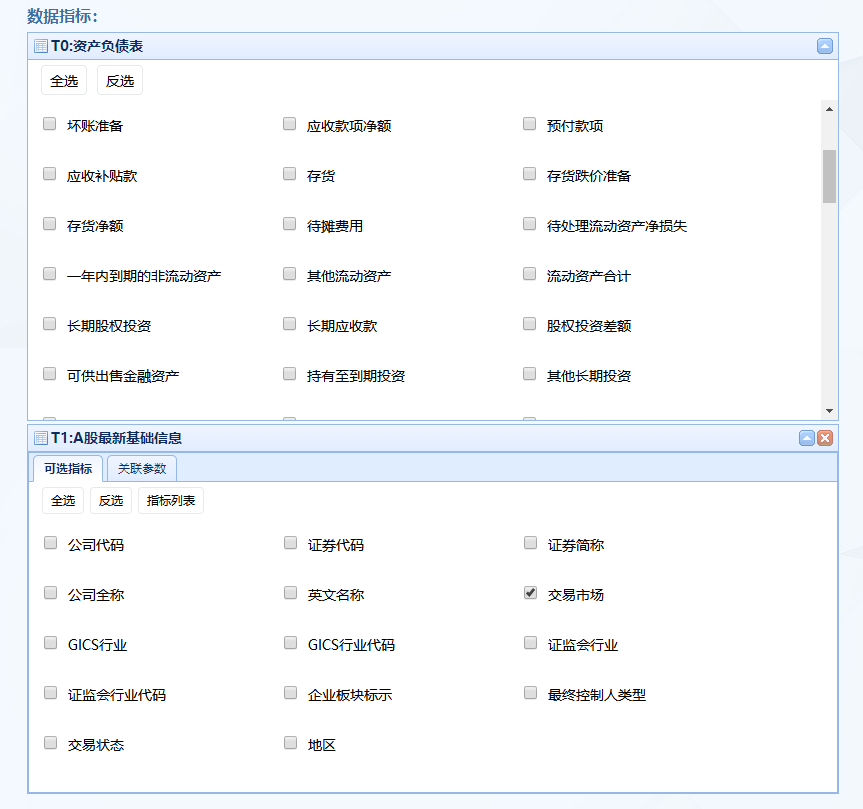 数据指标:
T0:资产负债表
全选 反选
坏账准备 应收款项净额 预付款项
应收补贴款 存货 存货跌价准备
存货净额 待摊费用 待处理流动资产净损失
一年内到期的非流动资产 其他流动资产 流动资产合计
长期股权投资 长期应收款 股权投资差额
可供出售金融资产 持有至到期投资 其他长期投资
T1:A股最新基础信息
可选指标 关联参数
全选 反选 指标列表
公司代码 证券代码 证券简称
公司全称 英文名称 交易市场
GICS行业 GICS行业代码 证监会行业
证监会行业代码 企业板块标示 最终控制人类型
交易状态 地区